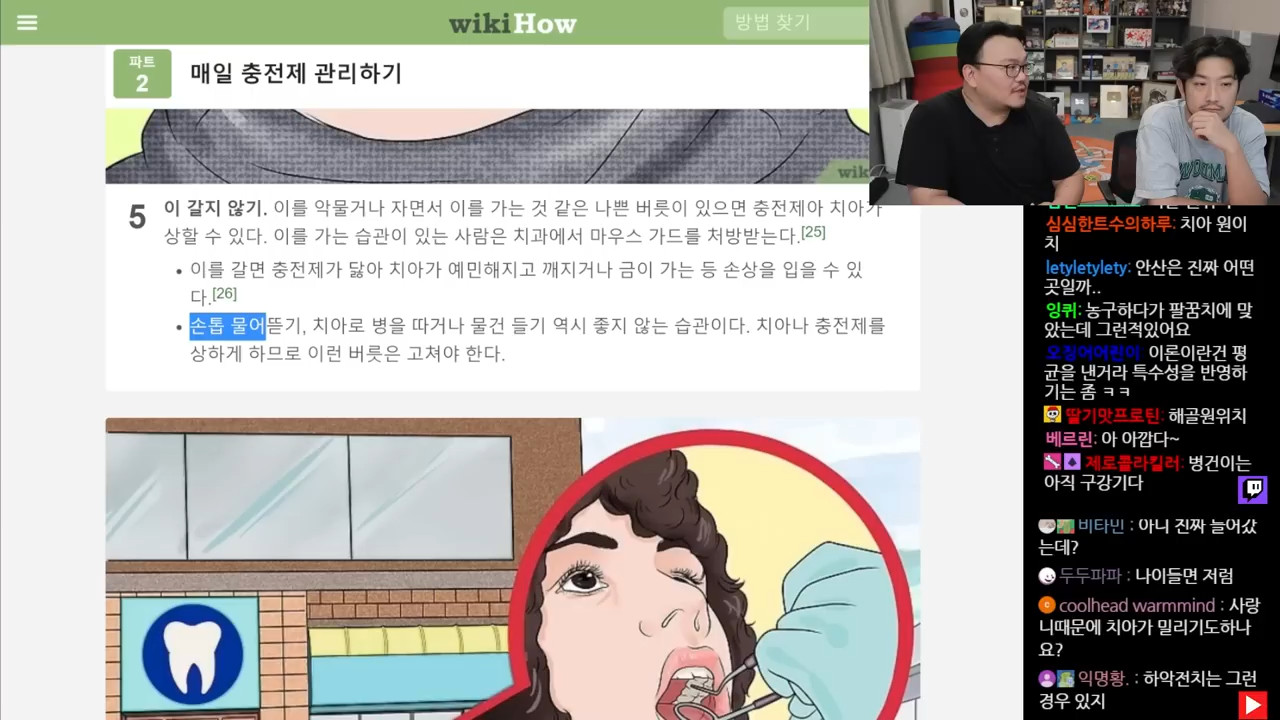 wikiHow
방법 찾기
파트
2
매일 충전제 관리하기
5
이 갈지 않기. 이를 악물거나 자면서 이를 가는 것 같은 나쁜 버릇이 있으면 충전제아 치아가
상할 수 있다. 이를 가는 습관이 있는 사람은 치과에서 마우스 가드를 처방받는다.[25]
• 이를 갈면 충전제가 닳아 치아가 예민해지고 깨지거나 금이 가는 등 손상을 입을 수 있
다.[26]
• 손톱 물어뜯기, 치아로 병을 따거나 물건 들기 역시 좋지 않는 습관이다. 치아나 충전제를
상하게 하므로 이런 버릇은 고쳐야 한다.
심심한트수의하루: 치아 원이
치
letyletylety: 안산은 진짜 어떤
곳일까..
잉퀴: 농구하다가 팔꿈치에 맞
았는데 그런적있어요
오징어어린이: 이론이란건 평
균을 낸거라 특수성을 반영하
기는 좀 ㅋㅋ
딸기맛프로틴: 해골원위치
베르린: 아 아깝다~
제로콜라킬러: 병건이는
아직 구강기다
비타민 : 아니 진짜 늘어갔
는데?
두두파파 : 나이들면 저럼
coolhead warmmind : 사랑
니때문에 치아가 밀리기도하나
요?
익명황. : 하악전치는 그런
경우 있지